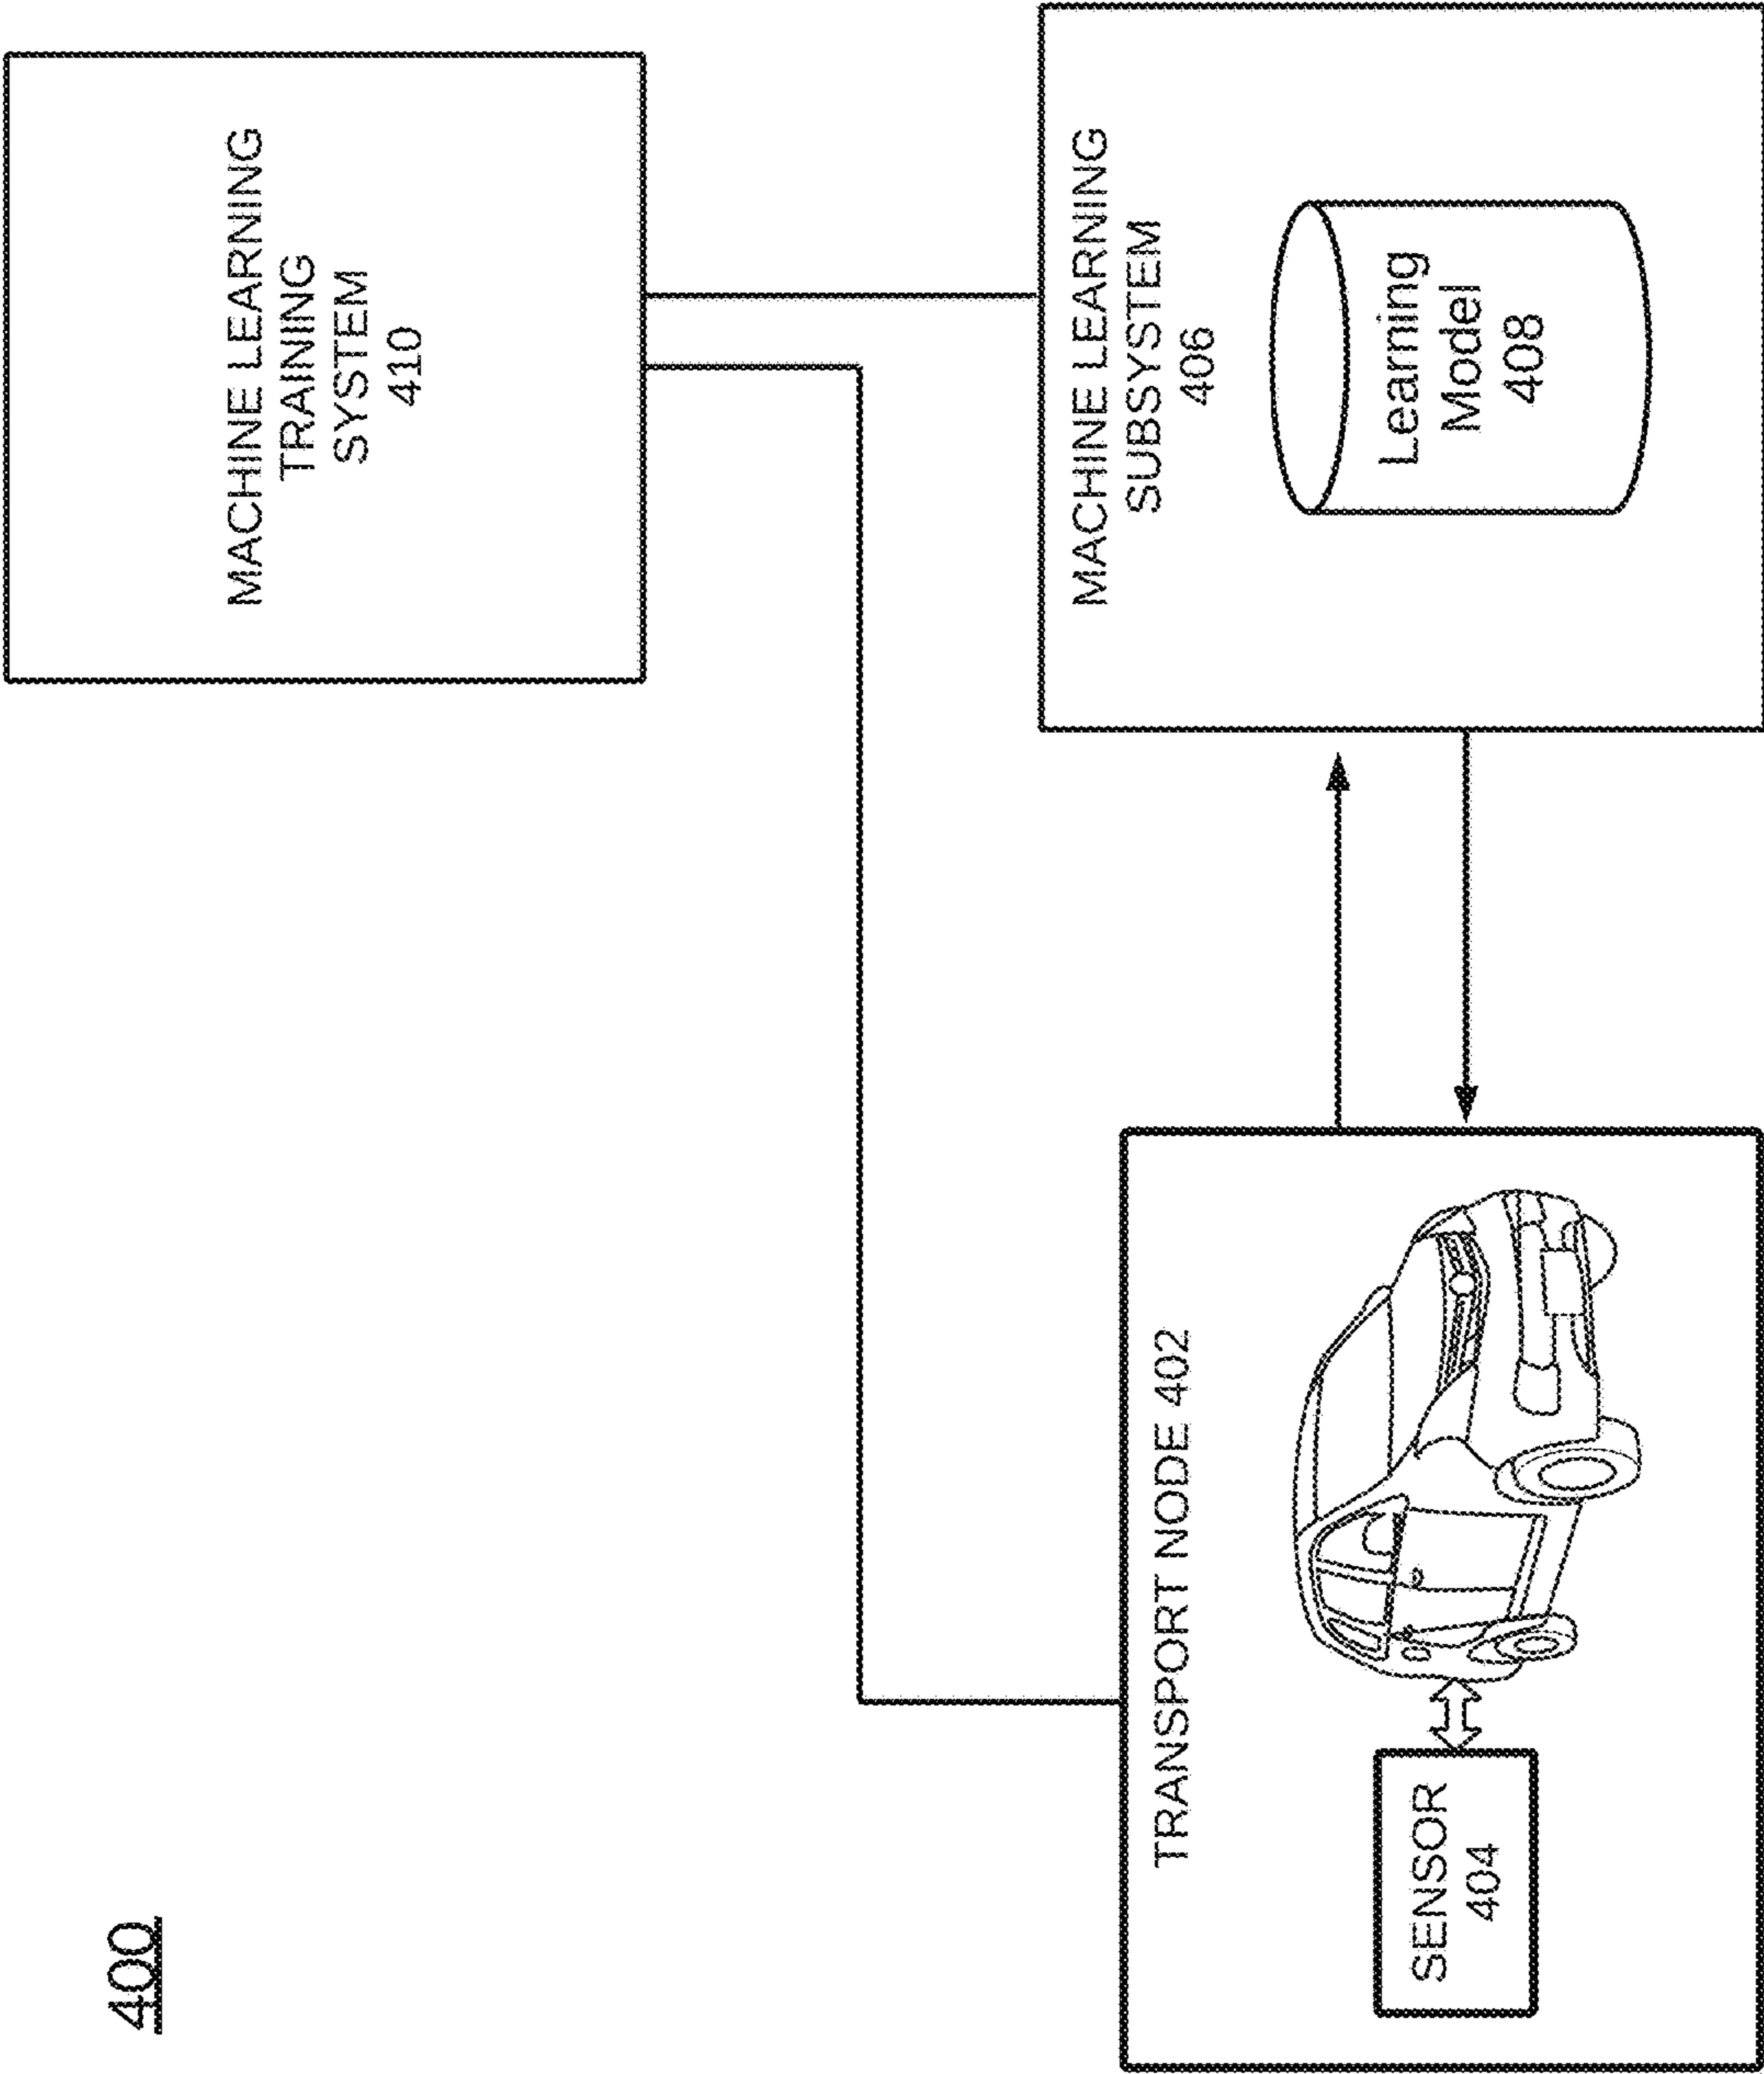 400
MACHINE LEARNING
TRAINING
SYSTEM
410
TRANSPORT NODE 402
SENSOR
404
MACHINE LEARNING
SUBSYSTEM
406
Learning
Model
408